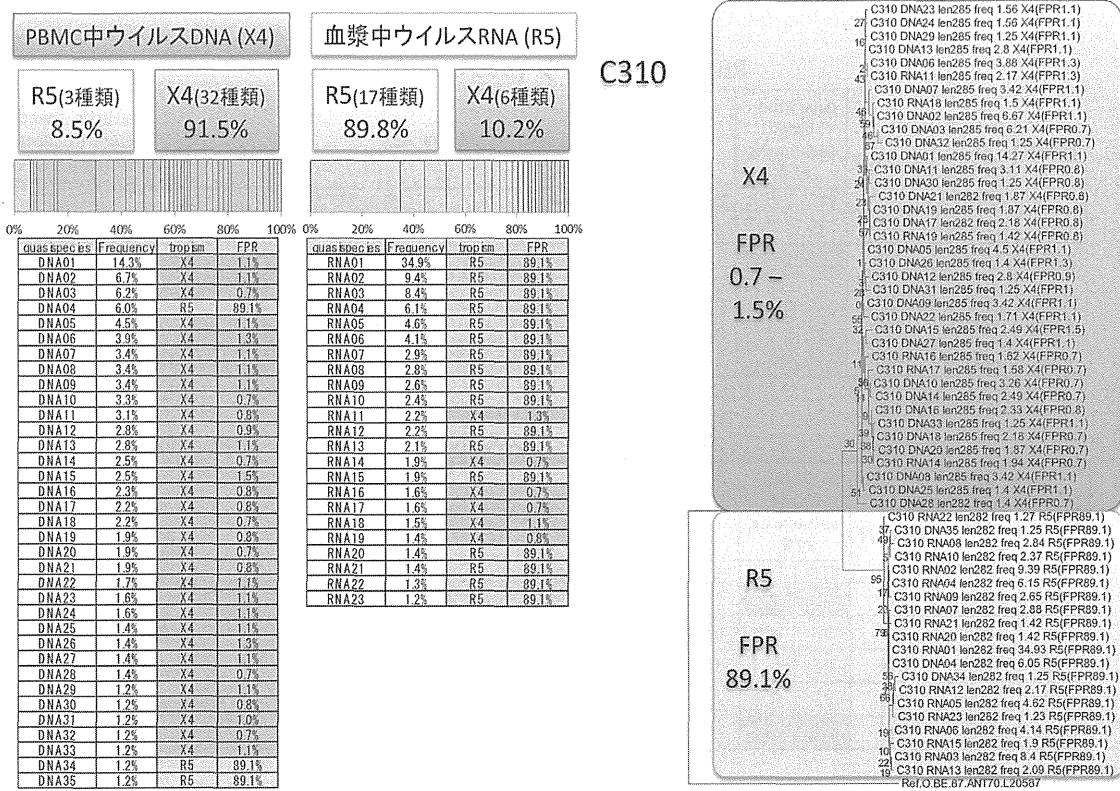 PBMC中ウイルスDNA (X4)
R5(3種類)
8.5%
X4(32種類)
91.5%
0% 20% 40% 60% 80% 100%
quasispecies Frequency tropism FPR
DNA01 14.3% X4 1.1%
DNA02 6.7% X4 1.1%
DNA03 6.2% X4 0.7%
DNA04 6.0% R5 89.1%
DNA05 4.5% X4 1.1%
DNA06 3.9% X4 1.3%
DNA07 3.4% X4 1.1%
DNA08 3.4% X4 1.1%
DNA09 3.4% X4 1.1%
DNA10 3.3% X4 0.7%
DNA11 3.1% X4 0.8%
DNA12 2.8% X4 0.9%
DNA13 2.8% X4 1.1%
DNA14 2.5% X4 0.7%
DNA15 2.5% X4 1.5%
DNA16 2.3% X4 0.8%
DNA17 2.2% X4 0.8%
DNA18 2.2% X4 0.7%
DNA19 1.9% X4 0.8%
DNA20 1.9% X4 0.7%
DNA21 1.9% X4 0.8%
DNA22 1.7% X4 1.1%
DNA23 1.6% X4 1.1%
DNA24 1.6% X4 1.1%
DNA25 1.4% X4 1.1%
DNA26 1.4% X4 1.3%
DNA27 1.4% X4 1.1%
DNA28 1.4% X4 0.7%
DNA29 1.2% X4 1.1%
DNA30 1.2% X4 0.8%
DNA31 1.2% X4 1.0%
DNA32 1.2% X4 0.7%
DNA33 1.2% X4 1.1%
DNA34 1.2% R5 89.1%
DNA35 1.2% R5 89.1%
血漿中ウイルスRNA (R5)
R5(17種類)
89.8%
X4(6種類)
10.2%
0% 20% 40% 60% 80% 100%
quasispecies Frequency tropism FPR
RNA01 34.9% R5 89.1%
RNA02 9.4% R5 89.1%
RNA03 8.4% R5 89.1%
RNA04 6.1% R5 89.1%
RNA05 4.6% R5 89.1%
RNA06 4.1% R5 89.1%
RNA07 2.9% R5 89.1%
RNA08 2.8% R5 89.1%
RNA09 2.6% R5 89.1%
RNA10 2.4% R5 89.1%
RNA11 2.2% X4 1.3%
RNA12 2.2% R5 89.1%
RNA13 2.1% R5 89.1%
RNA14 1.9% X4 0.7%
RNA15 1.9% R5 89.1%
RNA16 1.6% X4 0.7%
RNA17 1.6% X4 0.7%
RNA18 1.5% X4 1.1%
RNA19 1.4% X4 0.8%
RNA20 1.4% R5 89.1%
RNA21 1.4% R5 89.1%
RNA22 1.3% R5 89.1%
RNA23 1.2% R5 89.1%
C310
X4
FPR
0.7 ~
1.5%
C310 DNA23 len285 freq 1.56 X4(FPR1.1)
C310 DNA24 len285 freq 1.56 X4(FPR1.1)
C310 DNA29 len285 freq 1.25 X4(FPR1.1)
C310 DNA13 len285 freq 2.8 X4(FPR1.1)
C310 DNA06 len285 freq 3.88 X4(FPR1.3)
C310 RNA11 len285 freq 2.17 X4(FPR1.3)
C310 DNA07 len285 freq 3.42 X4(FPR1.1)
C310 RNA18 len285 freq 1.5 X4(FPR1.1)
C310 DNA02 len285 freq 6.67 X4(FPR1.1)
C310 DNA03 len285 freq 6.21 X4(FPR0.7)
C310 DNA32 len285 freq 1.25 X4(FPR0.7)
C310 DNA01 len285 freq 14.27 X4(FPR1.1)
C310 DNA11 len285 freq 3.11 X4(FPR0.8)
C310 DNA30 len285 freq 1.25 X4(FPR0.8)
C310 DNA21 len282 freq 1.87 X4(FPR0.8)
C310 DNA19 len285 freq 1.87 X4(FPR0.8)
C310 DNA17 len282 freq 2.18 X4(FPR0.8)
C310 RNA19 len285 freq 1.42 X4(FPR0.8)
C310 DNA05 len285 freq 4.5 X4(FPR1.1)
C310 DNA26 len285 freq 1.4 X4(FPR1.3)
C310 DNA12 len285 freq 2.8 X4(FPR0.9)
C310 DNA31 len285 freq 1.25 X4(FPR1)
C310 DNA09 len285 freq 3.42 X4(FPR1.1)
C310 DNA22 len285 freq 1.71 X4(FPR1.1)
C310 DNA15 len285 freq 2.49 X4(FPR1.5)
C310 DNA27 len285 freq 1.4 X4(FPR1.1)
C310 RNA16 len285 freq 1.62 X4(FPR0.7)
C310 RNA17 len285 freq 1.58 X4(FPR0.7)
C310 DNA10 len285 freq 3.26 X4(FPR0.7)
C310 DNA14 len285 freq 2.49 X4(FPR0.7)
C310 DNA16 len285 freq 2.33 X4(FPR0.8)
C310 DNA33 len285 freq 1.25 X4(FPR1.1)
C310 DNA18 len285 freq 2.18 X4(FPR0.7)
C310 DNA20 len285 freq 1.87 X4(FPR0.7)
C310 RNA14 len285 freq 1.94 X4(FPR0.7)
C310 DNA08 len285 freq 3.42 X4(FPR1.1)
C310 DNA25 len285 freq 1.4 X4(FPR1.1)
C310 DNA28 len282 freq 1.4 X4(FPR0.7)
R5
FPR
89.1%
C310 RNA22 len282 freq 1.27 R5(FPR89.1)
C310 DNA35 len282 freq 1.25 R5(FPR89.1)
C310 RNA08 len282 freq 2.84 R5(FPR89.1)
C310 RNA10 len282 freq 2.37 R5(FPR89.1)
C310 RNA02 len282 freq 9.39 R5(FPR89.1)
C310 RNA04 len282 freq 6.15 R5(FPR89.1)
C310 RNA09 len282 freq 2.65 R5(FPR89.1)
C310 RNA07 len282 freq 2.88 R5(FPR89.1)
C310 RNA21 len282 freq 1.42 R5(FPR89.1)
C310 RNA20 len282 freq 1.42 R5(FPR89.1)
C310 RNA01 len282 freq 34.93 R5(FPR89.1)
C310 DNA04 len282 freq 6.05 R5(FPR89.1)
C310 DNA34 len282 freq 1.25 R5(FPR89.1)
C310 RNA12 len282 freq 2.17 R5(FPR89.1)
C310 RNA05 len282 freq 4.62 R5(FPR89.1)
C310 RNA23 len282 freq 1.23 R5(FPR89.1)
C310 RNA06 len282 freq 4.14 R5(FPR89.1)
C310 RNA15 len282 freq 1.9 R5(FPR89.1)
C310 RNA03 len282 freq 8.4 R5(FPR89.1)
C310 RNA13 len282 freq 2.09 R5(FPR89.1)
Ref.O.BE.87.ANT70.L20587